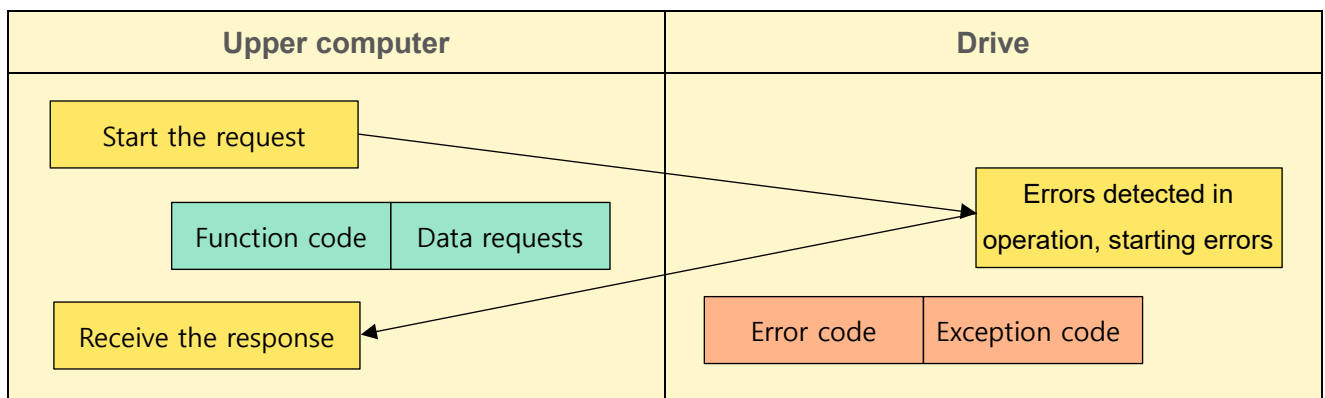 Upper computer
Drive
Start the request
Errors detected in
operation, starting errors
Function code
Data requests
Receive the response
Error code
Exception code